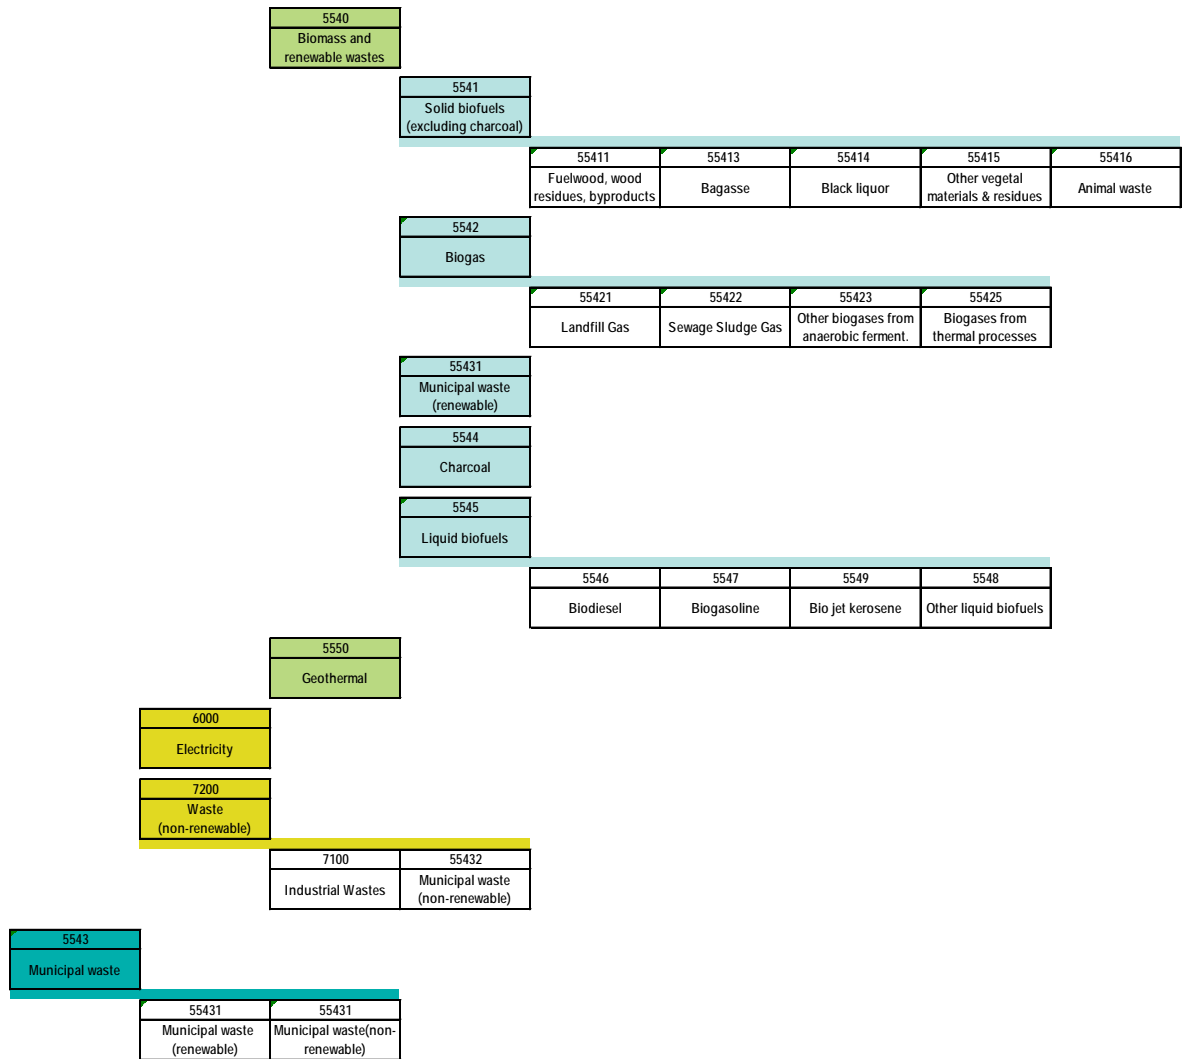 5540
Biomass and
renewable wastes
5541
Solid biofuels
(excluding charcoal)
55411
Fuelwood, wood
residues, byproducts
55413
Bagasse
55414
Black liquor
55415
Other vegetal
materials & residues
55416
Animal waste
5542
Biogas
55421
Landfill Gas
55422
Sewage Sludge Gas
55423
Other biogases from
anaerobic ferment.
55425
Biogases from
thermal processes
55431
Municipal waste
(renewable)
5544
Charcoal
5545
Liquid biofuels
5546
Biodiesel
5547
Biogasoline
5549
Bio jet kerosene
5548
Other liquid biofuels
5550
Geothermal
6000
Electricity
7200
Waste
(non-renewable)
7100
Industrial Wastes
55432
Municipal waste
(non-renewable)
5543
Municipal waste
55431
Municipal waste
(renewable)
55431
Municipal waste(non-
renewable)